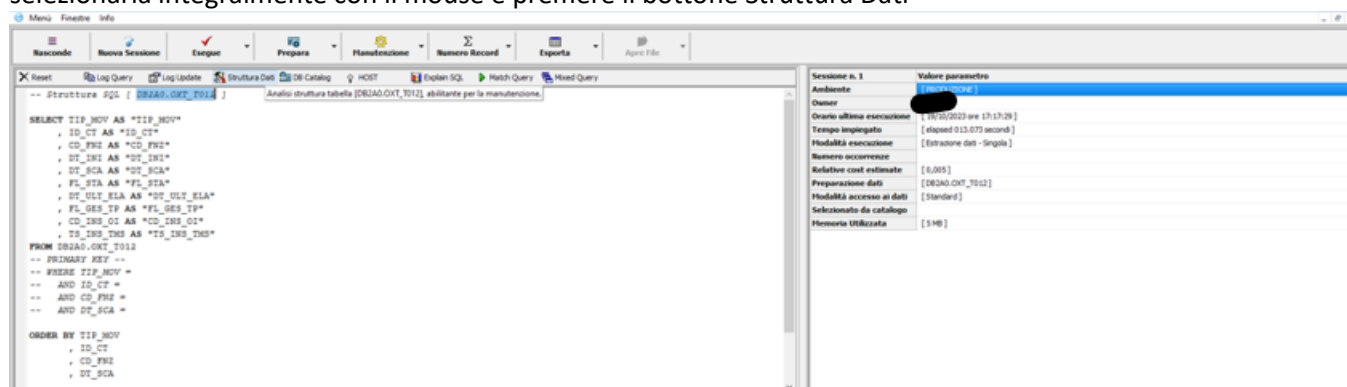 selezionarla integralmente con il mouse e premere il bottone Struttura Dati
Menù Finestre Info
Nasconde Nuova Sessione Esegue Prepara Manutenzione Numero Record Esporta Apre File
Reset Log Query Log Update Struttura Dati DB Catalog HOST Explain SQL Match Query Mixed Query
-- Strutture SQL [ DB2A0.OXT_T012 ]
Analisi struttura tabella [DB2A0.OXT_T012], abilitante per la manutenzione.
SELECT TIP_MOV AS "TIP_MOV"
, ID_CT AS "ID_CT"
, CD_FNZ AS "CD_FNZ"
, DT_INI AS "DT_INI"
, DT_SCA AS "DT_SCA"
, FL_STA AS "FL_STA"
, DT_ULT_ELA AS "DT_ULT_ELA"
, FL_GES_TP AS "FL_GES_TP"
, CD_INS_OI AS "CD_INS_OI"
, TS_INS_TMS AS "TS_INS_TMS"
FROM DB2A0.OXT_T012
-- PRIMARY KEY --
-- WHERE TIP_MOV =
-- AND ID_CT =
-- AND CD_FNZ =
-- AND DT_SCA =
ORDER BY TIP_MOV
, ID_CT
, CD_FNZ
, DT_SCA
Sessione n. 1 Valore parametro
Ambiente [ PRODUZIONE ]
Owner
Orario ultima esecuzione [ 19/10/2023 ore 17:17:29 ]
Tempo impiegato [ elapsed 013.073 secondi ]
Modalità esecuzione [ Estrazione dati - Singola ]
Numero occorrenze
Relative cost estimate [ 0,005 ]
Preparazione dati [ DB2A0.OXT_T012 ]
Modalità accesso ai dati [ Standard ]
Selezionato da catalogo
Memoria Utilizzata [ 5 MB ]